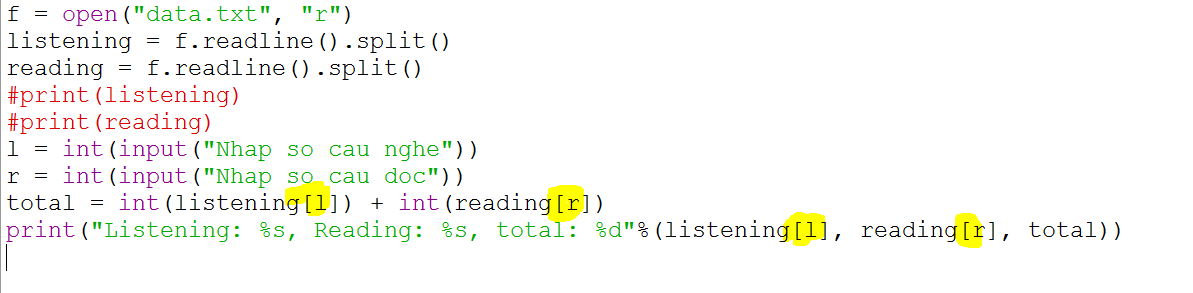 f = open("data.txt", "r")
listening = f.readline().split()
reading = f.readline().split()
#print(listening)
#print(reading)
l = int(input("Nhap so cau nghe"))
r = int(input("Nhap so cau doc"))
total = int(listening[l]) + int(reading[r])
print("Listening: %s, Reading: %s, total: %d"%(listening[l], reading[r], total))